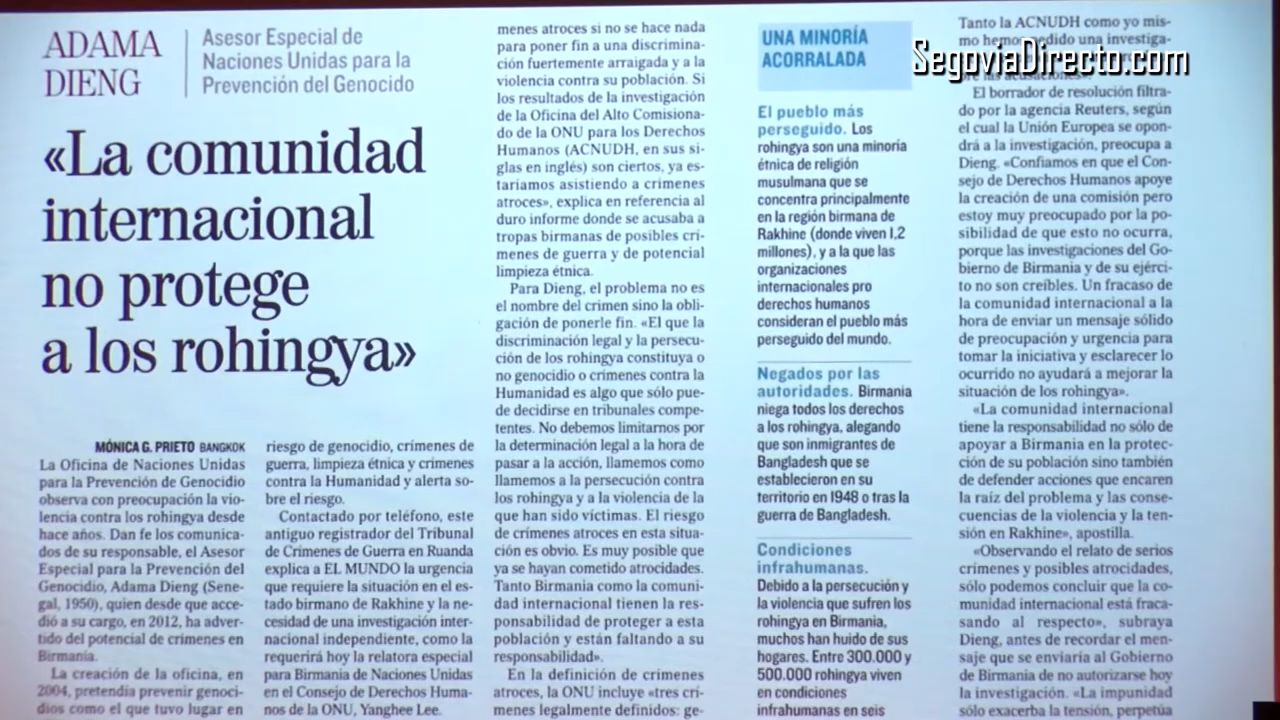 ADAMA
DIENG
Asesor Especial de
Naciones Unidas para la
Prevención del Genocidio
«La comunidad
internacional
no protege
a los rohingya»
MÓNICA G. PRIETO BANGKOK
La Oficina de Naciones Unidas
para la Prevención de Genocidio
observa con preocupación la vio-
lencia contra los rohingya desde
hace años. Dan fe los comunica-
dos de su responsable, el Asesor
Especial para la Prevención del
Genocidio, Adama Dieng (Sene-
gal, 1950), quien desde que acce-
dió a su cargo, en 2012, ha adver-
tido del potencial de crímenes en
Birmania.
La creación de la oficina, en
2004, pretendía prevenir genoci-
dios como el que tuvo lugar en
riesgo de genocidio, crímenes de
guerra, limpieza étnica y crímenes
contra la Humanidad y alerta so-
bre el riesgo.
Contactado por teléfono, este
antiguo registrador del Tribunal
de Crímenes de Guerra en Ruanda
explica a EL MUNDO la urgencia
que requiere la situación en el es-
tado birmano de Rakhine y la ne-
cesidad de una investigación inter-
nacional independiente, como la
requerirá hoy la relatora especial
para Birmania de Naciones Unidas
en el Consejo de Derechos Huma-
nos de la ONU, Yanghee Lee.
menes atroces si no se hace nada
para poner fin a una discrimina-
ción fuertemente arraigada y a la
violencia contra su población. Si
los resultados de la investigación
de la Oficina del Alto Comisiona-
do de la ONU para los Derechos
Humanos (ACNUDH, en sus si-
glas en inglés) son ciertos, ya es-
taríamos asistiendo a crímenes
atroces», explica en referencia al
duro informe donde se acusaba a
tropas birmanas de posibles crí-
menes de guerra y de potencial
limpieza étnica.
Para Dieng, el problema no es
el nombre del crimen sino la obli-
gación de ponerle fin. «El que la
discriminación legal y la persecu-
ción de los rohingya constituya o
no genocidio o crímenes contra la
Humanidad es algo que sólo pue-
de decidirse en tribunales compe-
tentes. No debemos limitarnos por
la determinación legal a la hora de
pasar a la acción, llamemos como
llamemos a la persecución contra
los rohingya y a la violencia de la
que han sido víctimas. El riesgo
de crímenes atroces en esta situa-
ción es obvio. Es muy posible que
ya se hayan cometido atrocidades.
Tanto Birmania como la comuni-
dad internacional tienen la res-
ponsabilidad de proteger a esta
población y están faltando a su
responsabilidad».
En la definición de crímenes
atroces, la ONU incluye «tres crí-
menes legalmente definidos: ge-
UNA MINORÍA
ACORRALADA
El pueblo más
perseguido. Los
rohingya son una minoría
étnica de religión
musulmana que se
concentra principalmente
en la región birmana de
Rakhine (donde viven 1,2
millones), y a la que las
organizaciones
internacionales pro
derechos humanos
consideran el pueblo más
perseguido del mundo.
Negados por las
autoridades. Birmania
niega todos los derechos
a los rohingya, alegando
que son inmigrantes de
Bangladesh que se
establecieron en su
territorio en 1948 o tras la
guerra de Bangladesh.
Condiciones
infrahumanas.
Debido a la persecución y
la violencia que sufren los
rohingya en Birmania,
muchos han huido de sus
hogares. Entre 300.000 y
500.000 rohingya viven
en condiciones
infrahumanas en seis
SegoviaDirecto.com
Tanto la ACNUDH como yo mis-
mo hemos pedido una investiga-
bre las acusaciones».
El borrador de resolución filtra-
do por la agencia Reuters, según
el cual la Unión Europea se opon-
drá a la investigación, preocupa a
Dieng. «Confiamos en que el Con-
sejo de Derechos Humanos apoye
la creación de una comisión pero
estoy muy preocupado por la po-
sibilidad de que esto no ocurra,
porque las investigaciones del Go-
bierno de Birmania y de su ejérci-
to no son creíbles. Un fracaso de
la comunidad internacional a la
hora de enviar un mensaje sólido
de preocupación y urgencia para
tomar la iniciativa y esclarecer lo
ocurrido no ayudará a mejorar la
situación de los rohingya».
«La comunidad internacional
tiene la responsabilidad no sólo de
apoyar a Birmania en la protec-
ción de su población sino también
de defender acciones que encaren
la raíz del problema y las conse-
cuencias de la violencia y la ten-
sión en Rakhine», apostilla.
«Observando el relato de serios
crímenes y posibles atrocidades,
sólo podemos concluir que la co-
munidad internacional está fraca-
sando al respecto», subraya
Dieng, antes de recordar el men-
saje que se enviaría al Gobierno
de Birmania de no autorizarse hoy
la investigación. «La impunidad
sólo exacerba la tensión, perpetúa